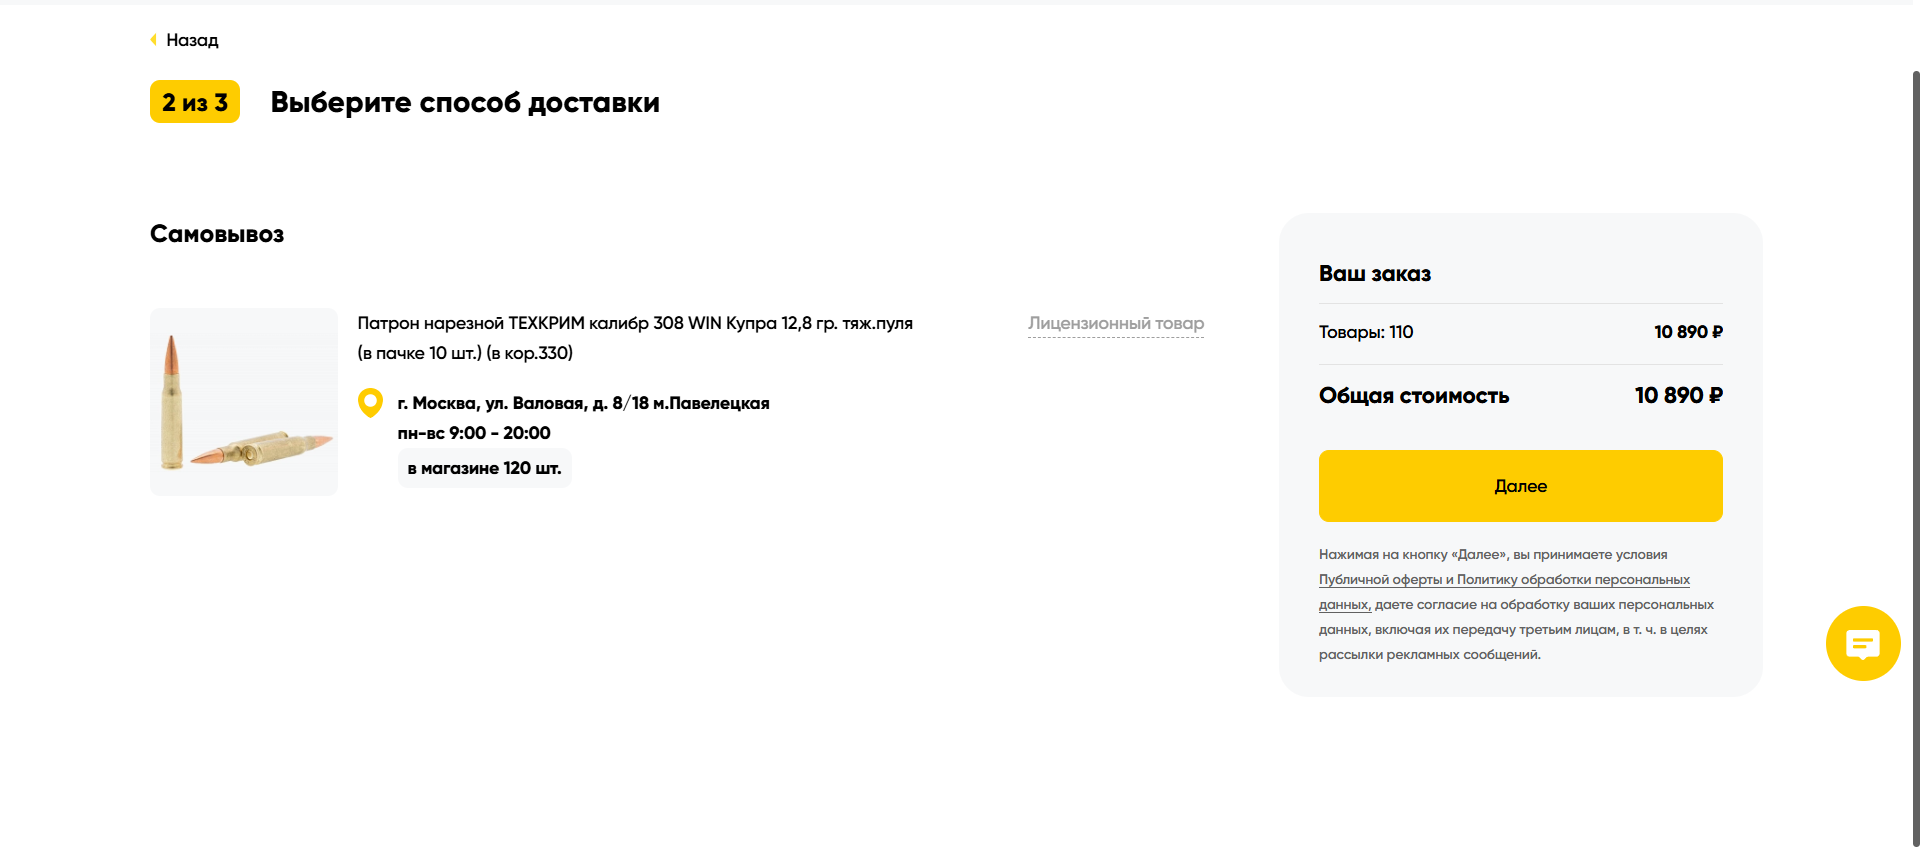 Назад
2 из 3 Выберите способ доставки
Самовывоз
Патрон нарезной ТЕХКРИМ калибр 308 WIN Купра 12,8 гр. тяж.пуля
(в пачке 10 шт.) (в кор.330)
Лицензионный товар
г. Москва, ул. Валовая, д. 8/18 м.Павелецкая
пн-вс 9:00 - 20:00
в магазине 120 шт.
Ваш заказ
Товары: 110 10 890 ₽
Общая стоимость 10 890 ₽
Далее
Нажимая на кнопку «Далее», вы принимаете условия
Публичной оферты и Политику обработки персональных
данных, даете согласие на обработку ваших персональных
данных, включая их передачу третьим лицам, в т. ч. в целях
рассылки рекламных сообщений.